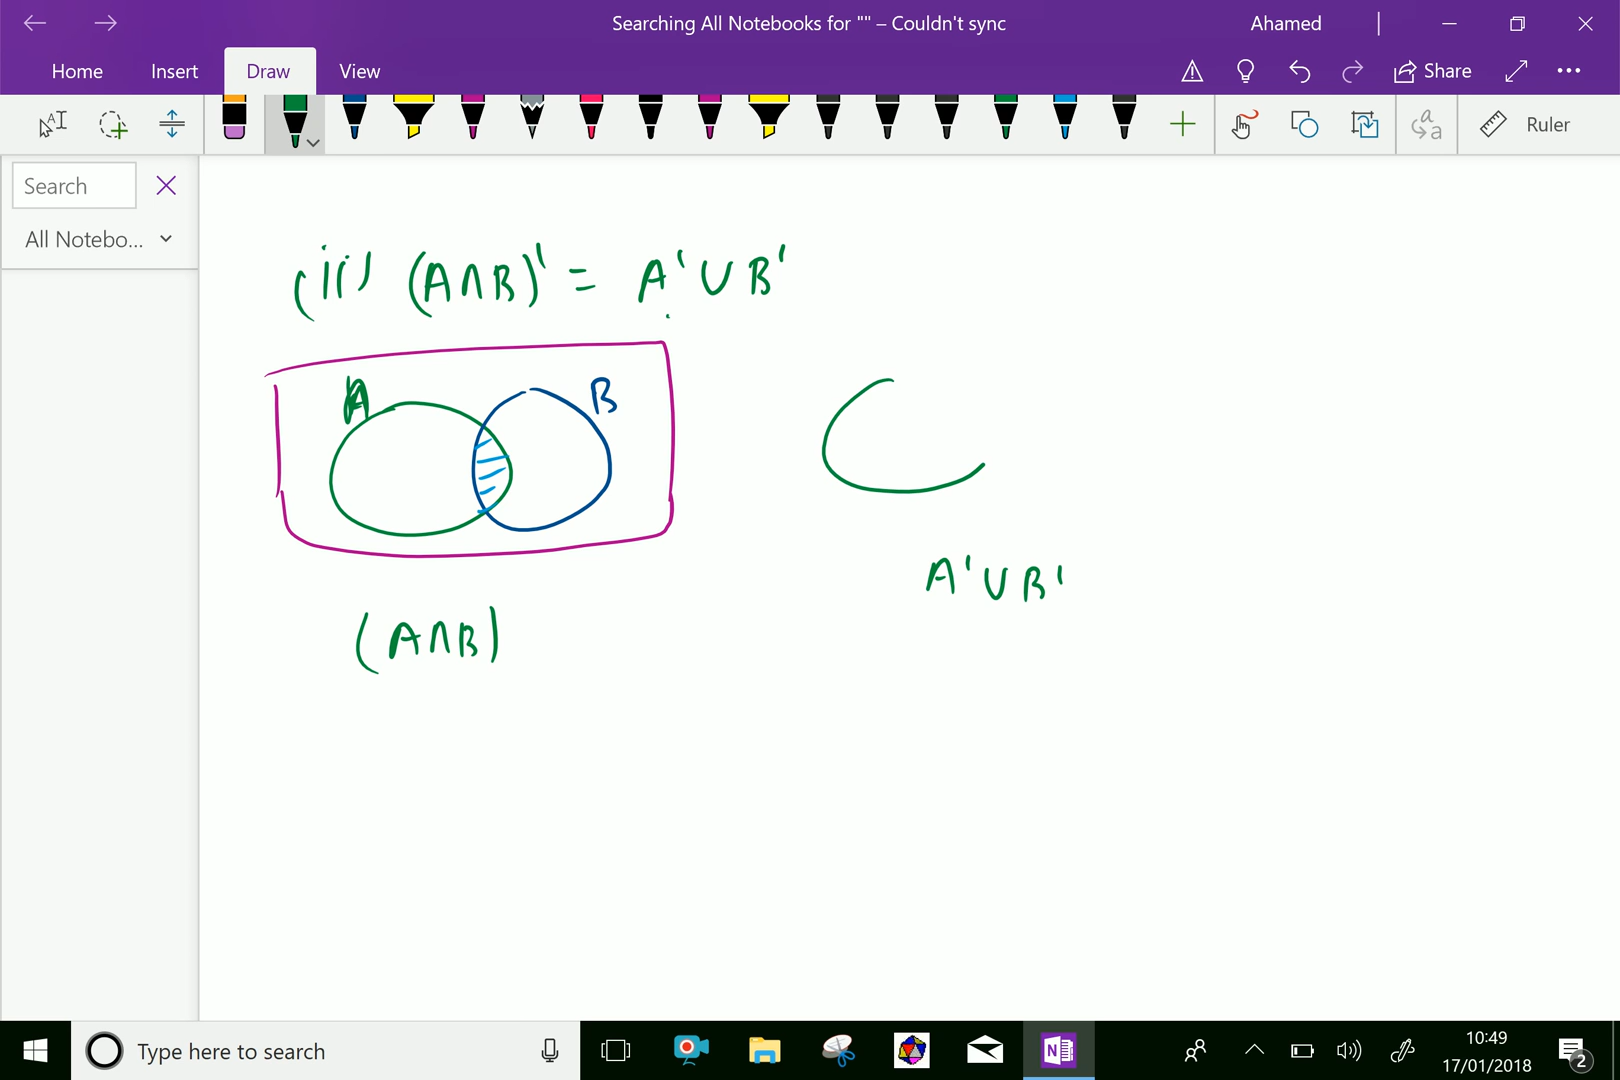 Searching All Notebooks for "" – Couldn't sync
Ahamed
Home Insert Draw View
Share
Ruler
Search
All Notebo...
(ii) (A∩B)' = A'∪B'
A
B
A'∪B'
(A∩B)
Type here to search
10:49
17/01/2018
2